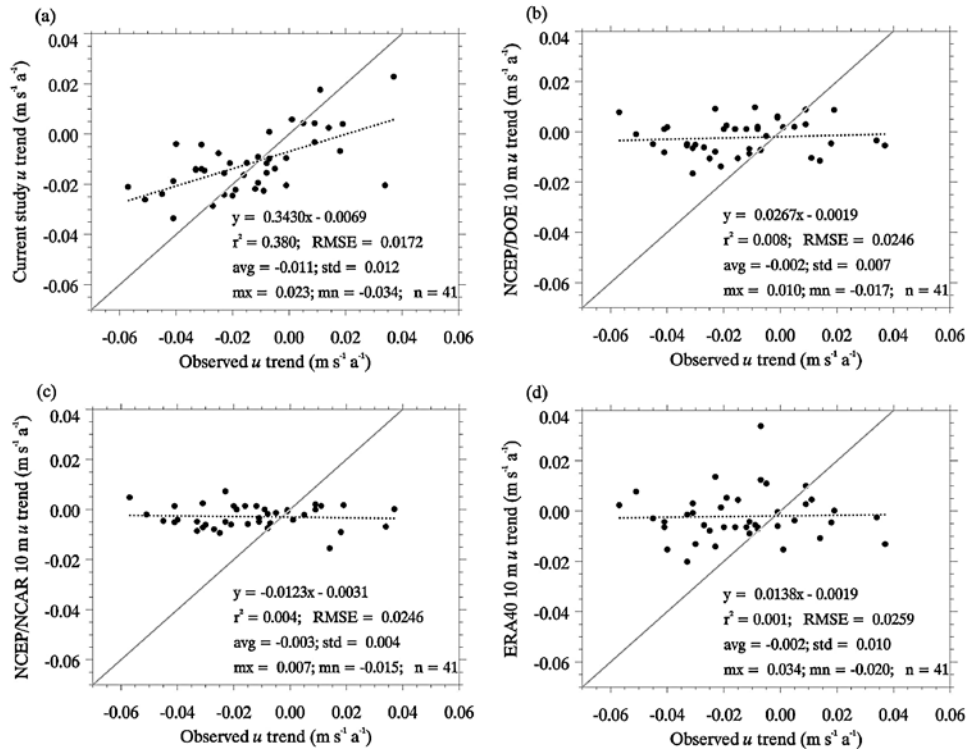 (a)
0.04
0.02
0.00
-0.02
-0.04
-0.06
Current study u trend (m s⁻¹ a⁻¹)
y = 0.3430x - 0.0069
r² = 0.380; RMSE = 0.0172
avg = -0.011; std = 0.012
mx = 0.023; mn = -0.034; n = 41
-0.06 -0.04 -0.02 0.00 0.02 0.04 0.06
Observed u trend (m s⁻¹ a⁻¹)
(b)
0.04
0.02
0.00
-0.02
-0.04
-0.06
NCEP/DOE 10 m u trend (m s⁻¹ a⁻¹)
y = 0.0267x - 0.0019
r² = 0.008; RMSE = 0.0246
avg = -0.002; std = 0.007
mx = 0.010; mn = -0.017; n = 41
-0.06 -0.04 -0.02 0.00 0.02 0.04 0.06
Observed u trend (m s⁻¹ a⁻¹)
(c)
0.04
0.02
0.00
-0.02
-0.04
-0.06
NCEP/NCAR 10 m u trend (m s⁻¹ a⁻¹)
y = -0.0123x - 0.0031
r² = 0.004; RMSE = 0.0246
avg = -0.003; std = 0.004
mx = 0.007; mn = -0.015; n = 41
-0.06 -0.04 -0.02 0.00 0.02 0.04 0.06
Observed u trend (m s⁻¹ a⁻¹)
(d)
0.04
0.02
0.00
-0.02
-0.04
-0.06
ERA40 10 m u trend (m s⁻¹ a⁻¹)
y = 0.0138x - 0.0019
r² = 0.001; RMSE = 0.0259
avg = -0.002; std = 0.010
mx = 0.034; mn = -0.020; n = 41
-0.06 -0.04 -0.02 0.00 0.02 0.04 0.06
Observed u trend (m s⁻¹ a⁻¹)